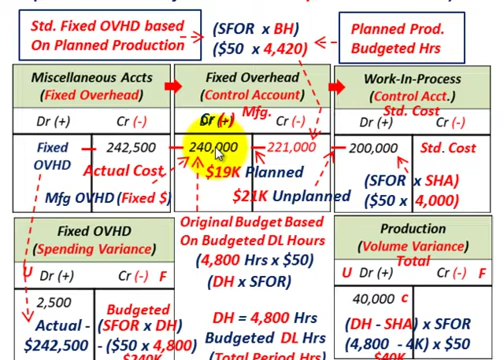 Std. Fixed OVHD based
On Planned Production
(SFOR x BH)
($50 x 4,420)
Planned Prod.
Budgeted Hrs
Miscellaneous Accts
(Fixed Overhead)
Dr (+) Cr (-)
Fixed
OVHD
242,500
Actual Cost
Mfg OVHD (Fixed $)
Fixed Overhead
(Control Account)
Mfg.
Cr (-)
240,000
221,000
$19K Planned
$21K Unplanned
Work-In-Process
(Control Acct.)
Std. Cost
Dr (+) Cr (-)
200,000 Std. Cost
(SFOR x SHA)
($50 x 4,000)
Fixed OVHD
(Spending Variance)
U Dr (+) Cr (-) F
2,500
Actual -
$242,500
Budgeted
(SFOR x DH)
- ($50 x 4,800)
$240K
Original Budget Based
On Budgeted DL Hours
(4,800 Hrs x $50)
(DH x SFOR)
DH = 4,800 Hrs
Budgeted DL Hrs
(Total Period Hrs)
Production
(Volume Variance)
Total
U Dr (+) Cr (-) F
40,000 c
(DH - SHA) x SFOR
(4,800 - 4K) x $50
$40K